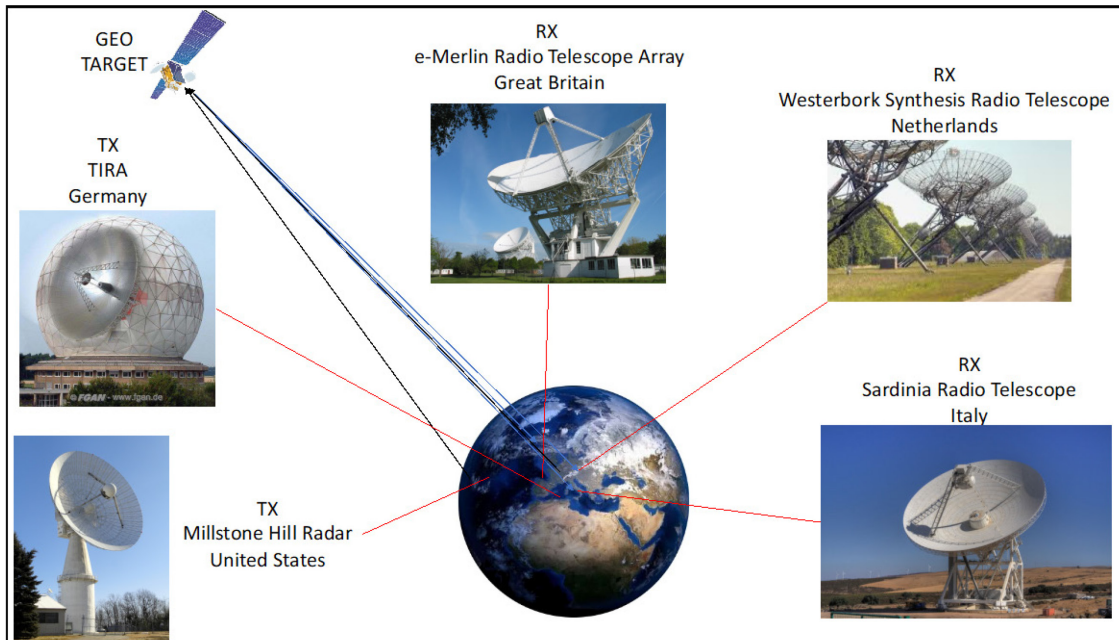 GEO
TARGET
RX
e-Merlin Radio Telescope Array
Great Britain
RX
Westerbork Synthesis Radio Telescope
Netherlands
TX
TIRA
Germany
© FGAN - www.fgan.de
RX
Sardinia Radio Telescope
Italy
TX
Millstone Hill Radar
United States